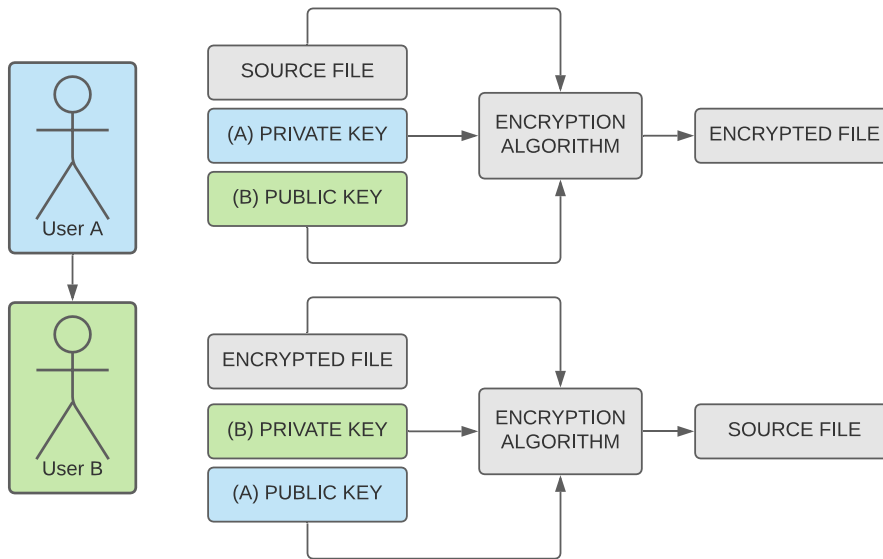 User A
User B
SOURCE FILE
(A) PRIVATE KEY
(B) PUBLIC KEY
ENCRYPTION
ALGORITHM
ENCRYPTED FILE
ENCRYPTED FILE
(B) PRIVATE KEY
(A) PUBLIC KEY
ENCRYPTION
ALGORITHM
SOURCE FILE